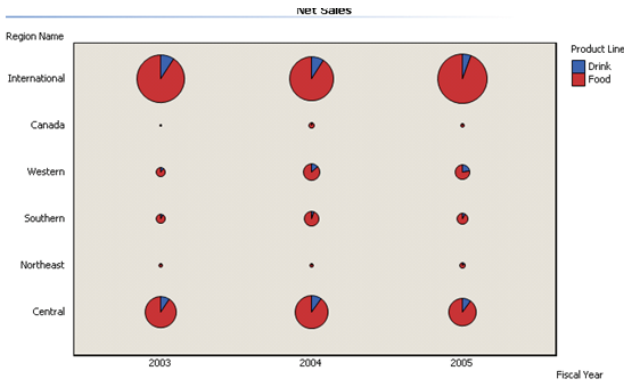 Net Sales
Region Name
Product Line
Drink
Food
International
Canada
Western
Southern
Northeast
Central
2003 2004 2005
Fiscal Year